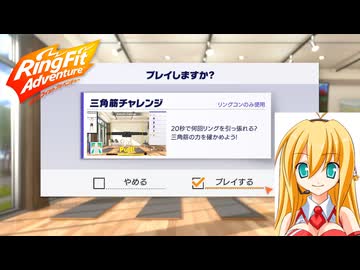 RingFit
Adventure
プレイしますか?
三角筋チャレンジ
リングコンのみ使用
20秒で何回リングを引っ張れる?
三角筋の力を確かめよう!
やめる
プレイする